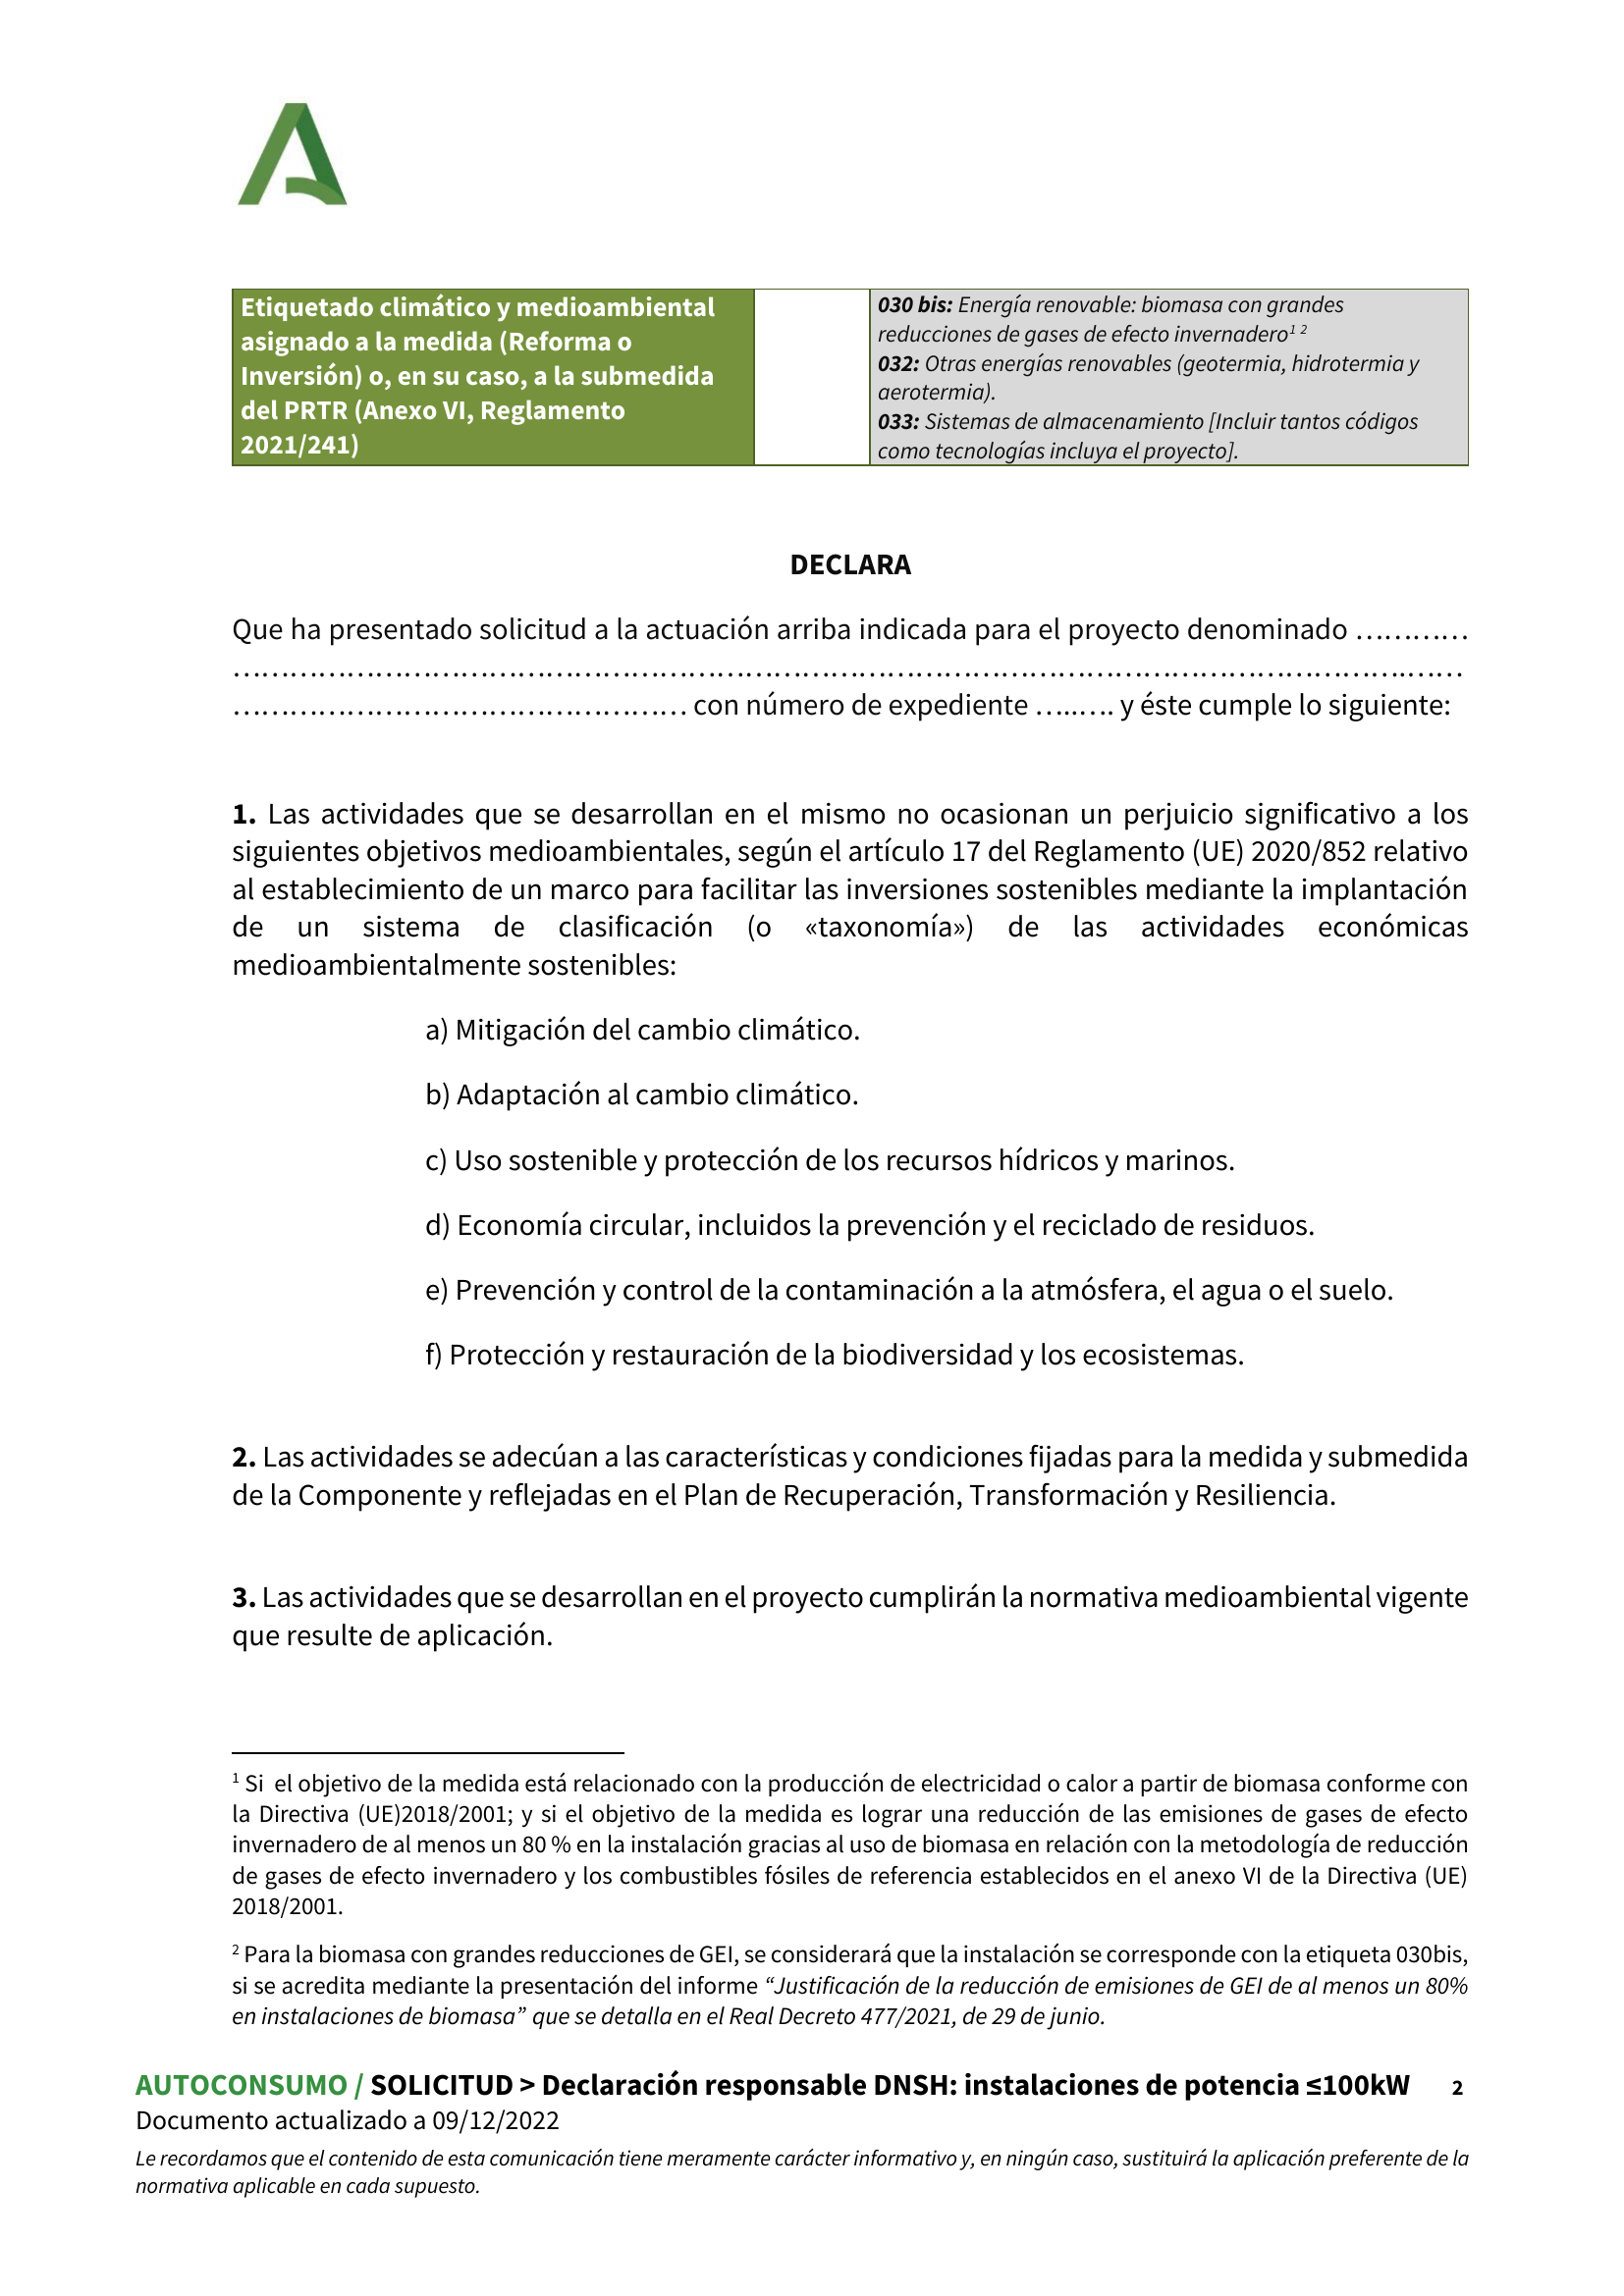 Etiquetado climático y medioambiental
asignado a la medida (Reforma o
Inversión) o, en su caso, a la submedida
del PRTR (Anexo VI, Reglamento
2021/241)
030 bis: Energía renovable: biomasa con grandes
reducciones de gases de efecto invernadero1 2
032: Otras energías renovables (geotermia, hidrotermia y
aerotermia).
033: Sistemas de almacenamiento [Incluir tantos códigos
como tecnologías incluya el proyecto].
DECLARA
Que ha presentado solicitud a la actuación arriba indicada para el proyecto denominado …………
……………………………………………………………………………………………………………..……
……………………………………… con número de expediente …..…. y éste cumple lo siguiente:
1. Las actividades que se desarrollan en el mismo no ocasionan un perjuicio significativo a los
siguientes objetivos medioambientales, según el artículo 17 del Reglamento (UE) 2020/852 relativo
al establecimiento de un marco para facilitar las inversiones sostenibles mediante la implantación
de un sistema de clasificación (o «taxonomía») de las actividades económicas
medioambientalmente sostenibles:
a) Mitigación del cambio climático.
b) Adaptación al cambio climático.
c) Uso sostenible y protección de los recursos hídricos y marinos.
d) Economía circular, incluidos la prevención y el reciclado de residuos.
e) Prevención y control de la contaminación a la atmósfera, el agua o el suelo.
f) Protección y restauración de la biodiversidad y los ecosistemas.
2. Las actividades se adecúan a las características y condiciones fijadas para la medida y submedida
de la Componente y reflejadas en el Plan de Recuperación, Transformación y Resiliencia.
3. Las actividades que se desarrollan en el proyecto cumplirán la normativa medioambiental vigente
que resulte de aplicación.
1 Si el objetivo de la medida está relacionado con la producción de electricidad o calor a partir de biomasa conforme con
la Directiva (UE)2018/2001; y si el objetivo de la medida es lograr una reducción de las emisiones de gases de efecto
invernadero de al menos un 80 % en la instalación gracias al uso de biomasa en relación con la metodología de reducción
de gases de efecto invernadero y los combustibles fósiles de referencia establecidos en el anexo VI de la Directiva (UE)
2018/2001.
2 Para la biomasa con grandes reducciones de GEI, se considerará que la instalación se corresponde con la etiqueta 030bis,
si se acredita mediante la presentación del informe “Justificación de la reducción de emisiones de GEI de al menos un 80%
en instalaciones de biomasa” que se detalla en el Real Decreto 477/2021, de 29 de junio.
AUTOCONSUMO / SOLICITUD > Declaración responsable DNSH: instalaciones de potencia ≤100kW 2
Documento actualizado a 09/12/2022
Le recordamos que el contenido de esta comunicación tiene meramente carácter informativo y, en ningún caso, sustituirá la aplicación preferente de la
normativa aplicable en cada supuesto.